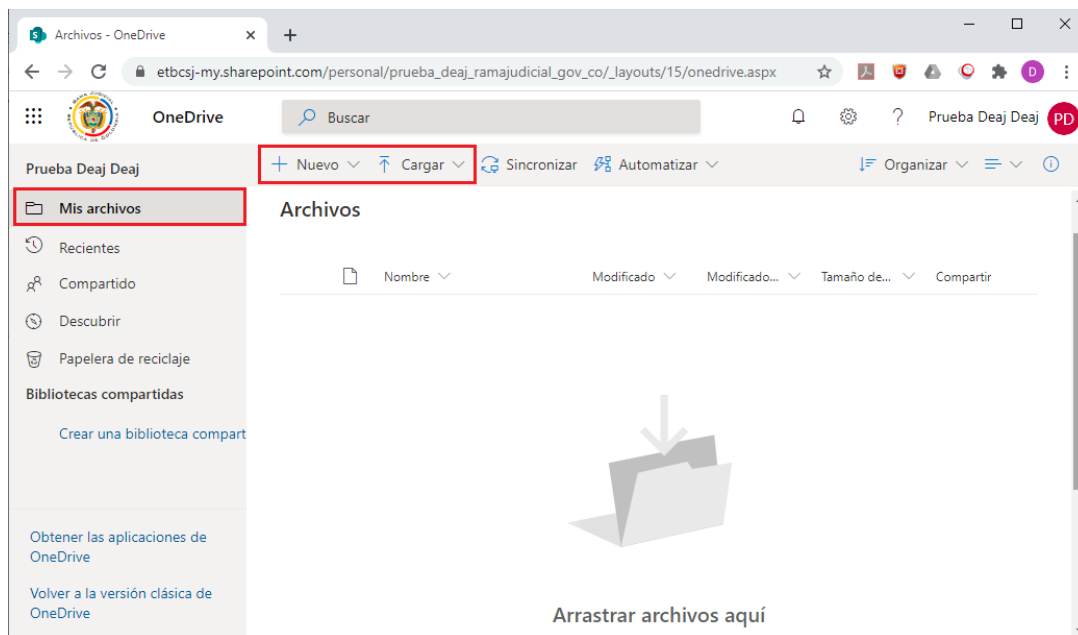 Archivos - OneDrive
etbcsj-my.sharepoint.com/personal/prueba_deaj_ramajudicial_gov_co/_layouts/15/onedrive.aspx
D
OneDrive
Buscar
Prueba Deaj Deaj
PD
Prueba Deaj Deaj
Nuevo
Cargar
Sincronizar
Automatizar
Organizar
Mis archivos
Recientes
Compartido
Descubrir
Papelera de reciclaje
Bibliotecas compartidas
Crear una biblioteca compart
Obtener las aplicaciones de
OneDrive
Volver a la versión clásica de
OneDrive
Archivos
Nombre
Modificado
Modificado...
Tamaño de...
Compartir
Arrastrar archivos aquí